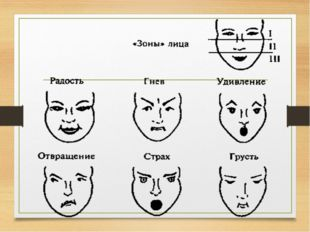 «Зоны» лица
I
II
III
Радость Гнев Удивление
Отвращение Страх Грусть